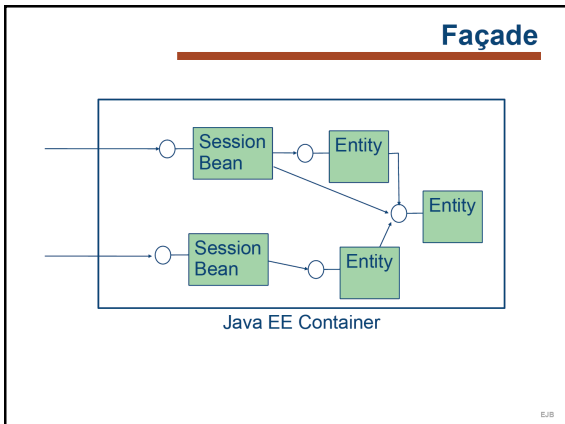 Façade
Session
Bean
Entity
Entity
Session
Bean
Entity
Java EE Container
EJB